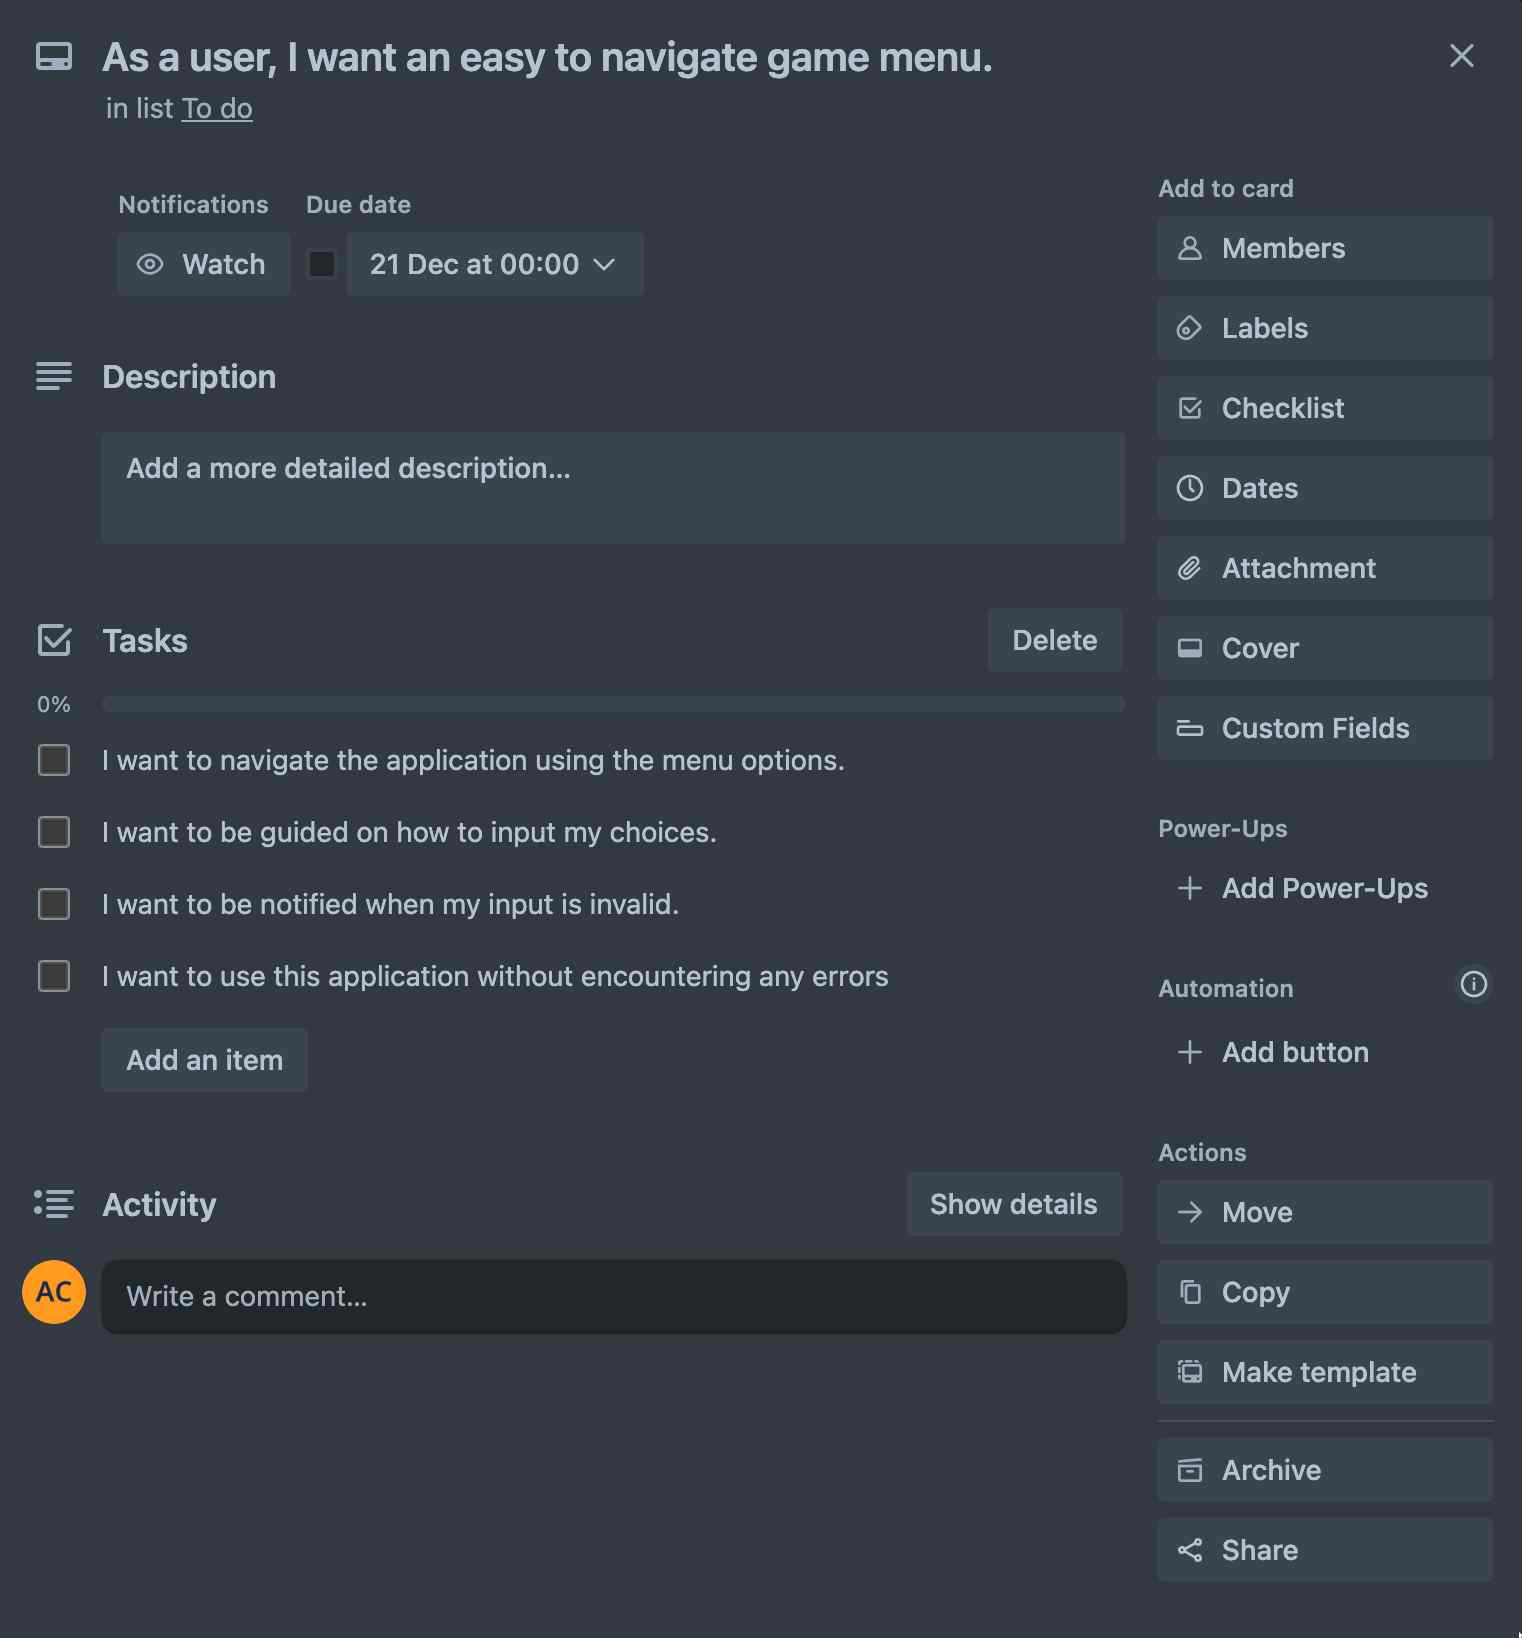 As a user, I want an easy to navigate game menu.
in list To do
Notifications
Due date
Watch
21 Dec at 00:00
Description
Add a more detailed description...
Tasks
Delete
0%
I want to navigate the application using the menu options.
I want to be guided on how to input my choices.
I want to be notified when my input is invalid.
I want to use this application without encountering any errors
Add an item
Activity
Show details
AC
Write a comment...
Add to card
Members
Labels
Checklist
Dates
Attachment
Cover
Custom Fields
Power-Ups
Add Power-Ups
Automation
Add button
Actions
Move
Copy
Make template
Archive
Share